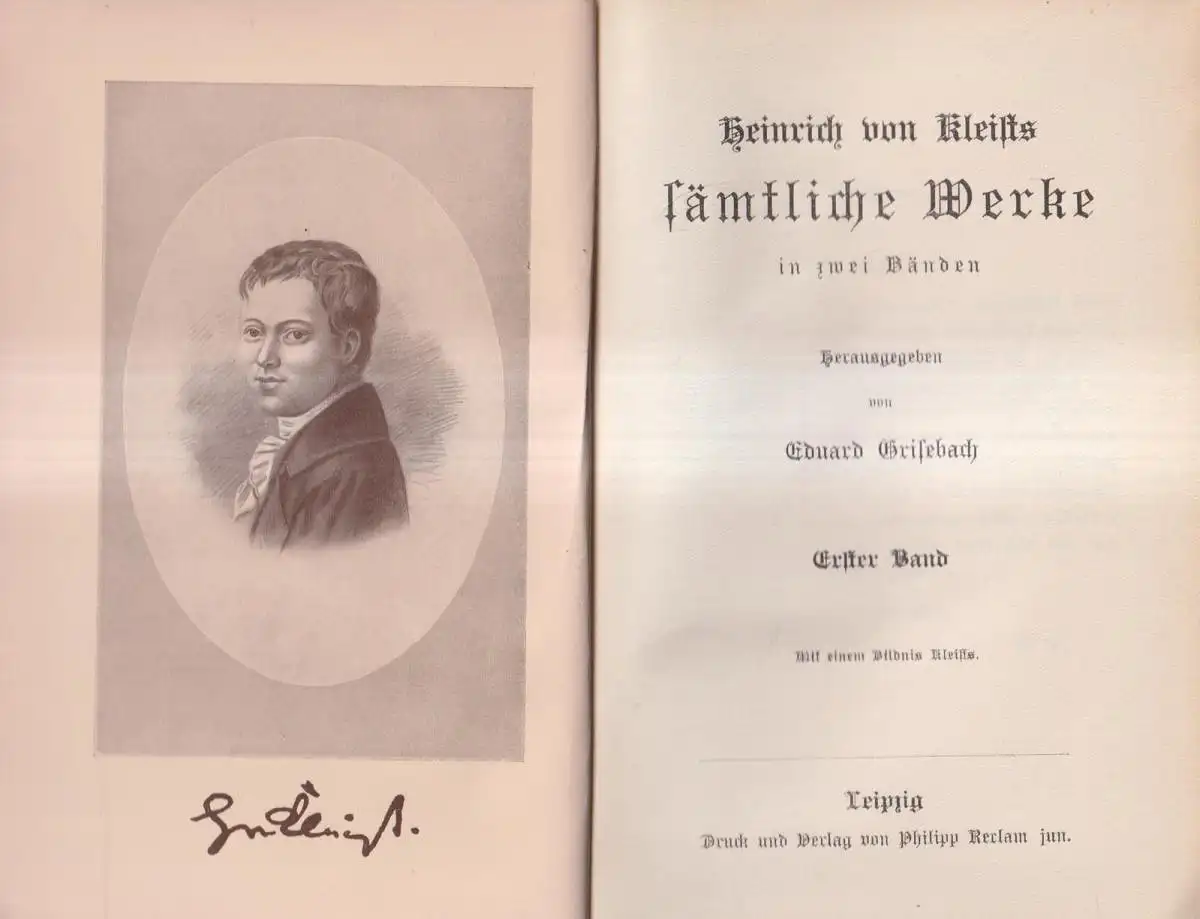 H v Kleist.
Heinrich von Kleiſts
ſämtliche Werke
in zwei Bänden
Herausgegeben
von
Eduard Griſebach
Erſter Band
Mit einem Bildnis Kleiſts.
Leipzig
Druck und Verlag von Philipp Reclam jun.